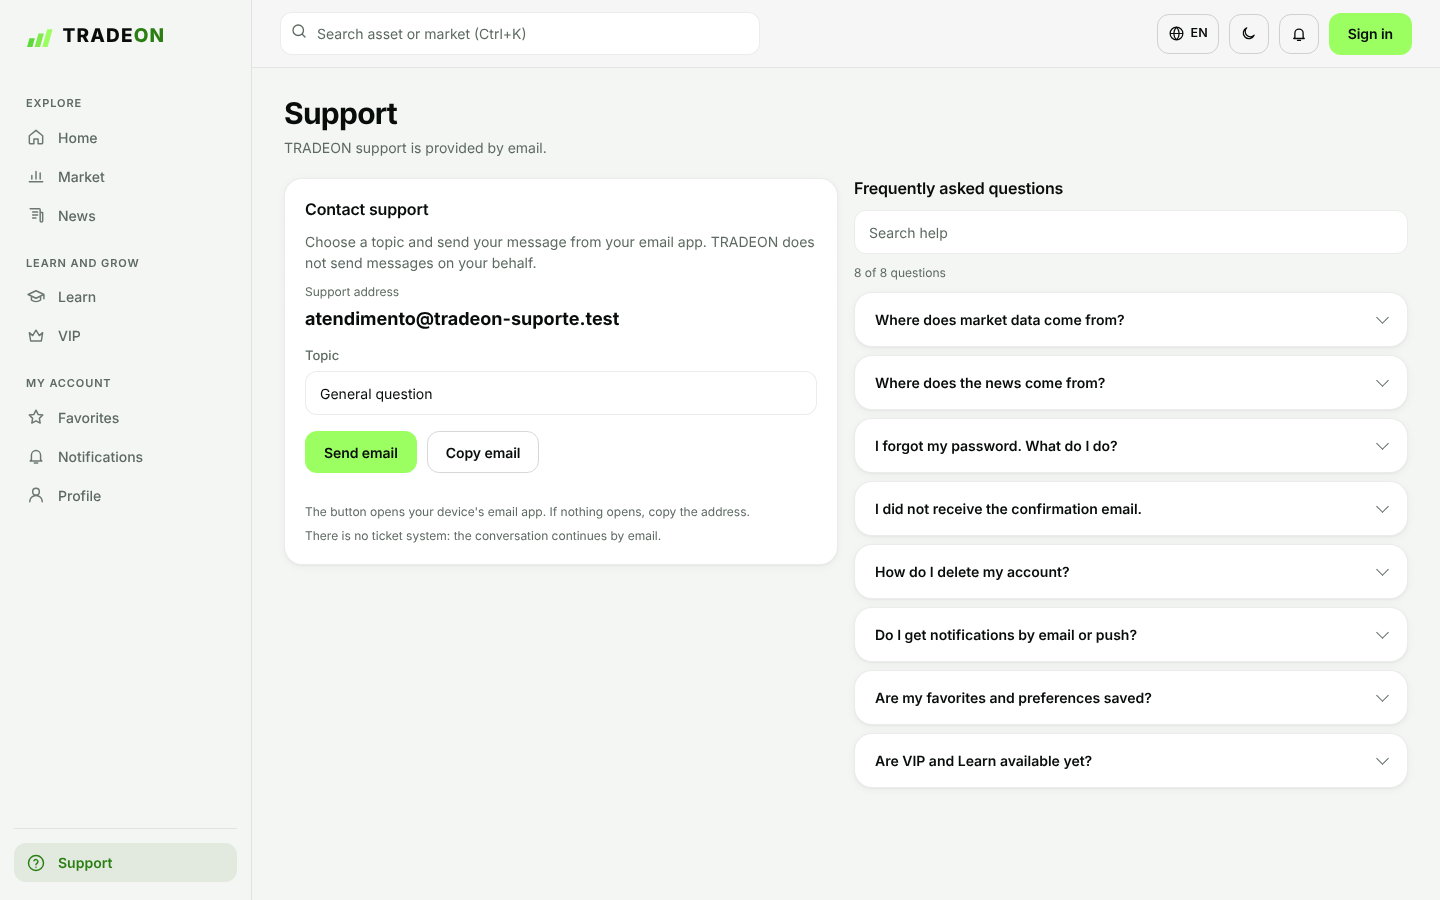 TRADEON
EXPLORE
Home
Market
News
LEARN AND GROW
Learn
VIP
MY ACCOUNT
Favorites
Notifications
Profile
Support
Search asset or market (Ctrl+K)
EN
Sign in
Support
TRADEON support is provided by email.
Contact support
Choose a topic and send your message from your email app. TRADEON does
not send messages on your behalf.
Support address
atendimento@tradeon-suporte.test
Topic
General question
Send email
Copy email
The button opens your device's email app. If nothing opens, copy the address.
There is no ticket system: the conversation continues by email.
Frequently asked questions
Search help
8 of 8 questions
Where does market data come from?
Where does the news come from?
I forgot my password. What do I do?
I did not receive the confirmation email.
How do I delete my account?
Do I get notifications by email or push?
Are my favorites and preferences saved?
Are VIP and Learn available yet?